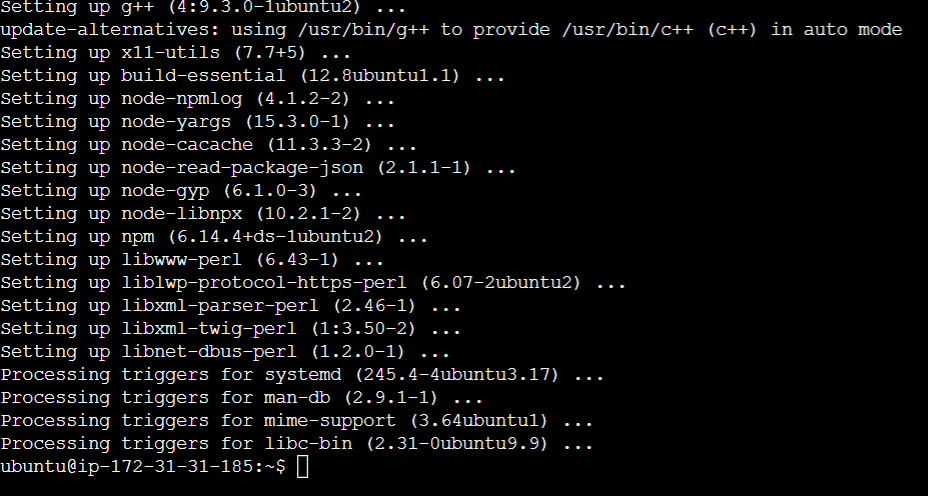 Setting up g++ (4:9.3.0-1ubuntu2) ...
update-alternatives: using /usr/bin/g++ to provide /usr/bin/c++ (c++) in auto mode
Setting up x11-utils (7.7+5) ...
Setting up build-essential (12.8ubuntu1.1) ...
Setting up node-npmlog (4.1.2-2) ...
Setting up node-yargs (15.3.0-1) ...
Setting up node-cacache (11.3.3-2) ...
Setting up node-read-package-json (2.1.1-1) ...
Setting up node-gyp (6.1.0-3) ...
Setting up node-libnpx (10.2.1-2) ...
Setting up npm (6.14.4+ds-1ubuntu2) ...
Setting up libwww-perl (6.43-1) ...
Setting up liblwp-protocol-https-perl (6.07-2ubuntu2) ...
Setting up libxml-parser-perl (2.46-1) ...
Setting up libxml-twig-perl (1:3.50-2) ...
Setting up libnet-dbus-perl (1.2.0-1) ...
Processing triggers for systemd (245.4-4ubuntu3.17) ...
Processing triggers for man-db (2.9.1-1) ...
Processing triggers for mime-support (3.64ubuntu1) ...
Processing triggers for libc-bin (2.31-0ubuntu9.9) ...
ubuntu@ip-172-31-31-185:~$